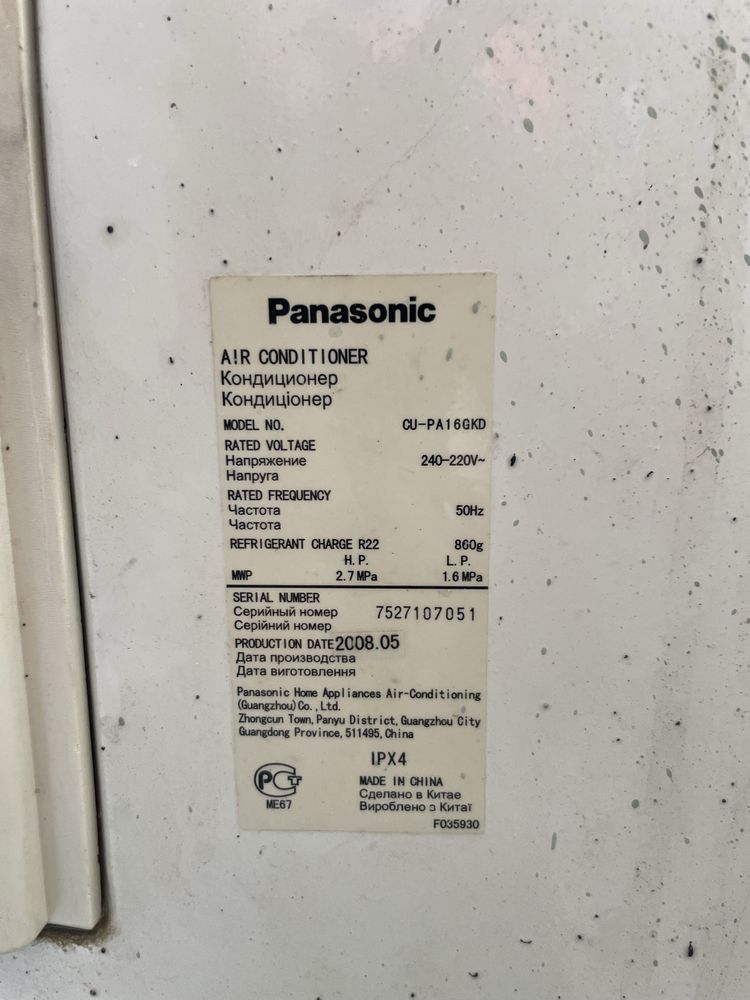 Panasonic
AIR CONDITIONER
Кондиционер
Кондиціонер
MODEL NO. CU-PA16GKD
RATED VOLTAGE
Напряжение 240-220V~
Напруга
RATED FREQUENCY
Частота 50Hz
Частота
REFRIGERANT CHARGE R22 860g
H.P. L.P.
MWP 2.7MPa 1.6MPa
SERIAL NUMBER
Серийный номер 7527107051
Серійний номер
PRODUCTION DATE 2008.05
Дата производства
Дата виготовлення
Panasonic Home Appliances Air-Conditioning
(Guangzhou)Co.,Ltd.
Zhongcun Town, Panyu District, Guangzhou City
Guangdong Province, 511495, China
IPX4
РСТ
ME67
MADE IN CHINA
Сделано в Китае
Вироблено з Китаї
F035930